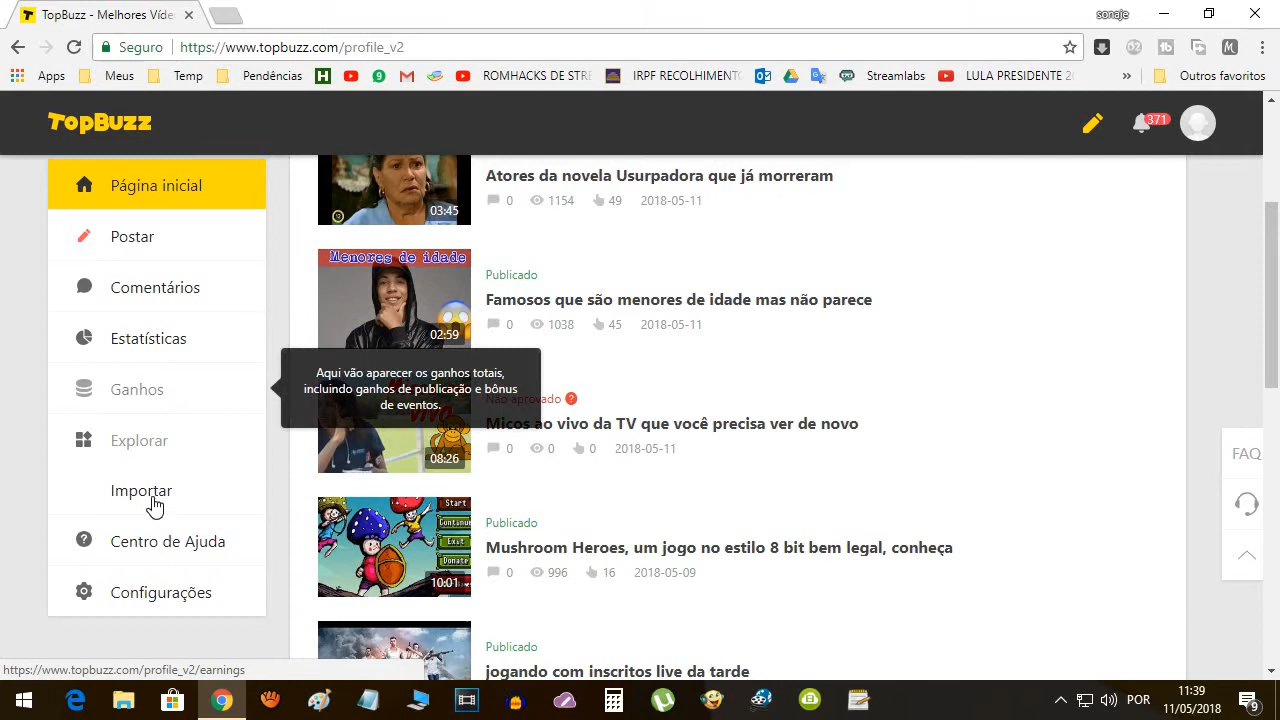 TopBuzz - Melhores Víde
sonaje
Seguro
https://www.topbuzz.com/profile_v2
Apps
Meus
Temp
Pendências
ROMHACKS DE STRE
IRPF RECOLHIMENT
Streamlabs
LULA PRESIDENTE 20
»
Outros favoritos
TopBuzz
371
Página inicial
Postar
Comentários
Estatísticas
Ganhos
Explorar
Importar
Centro de Ajuda
Configurações
Aqui vão aparecer os ganhos totais,
incluindo ganhos de publicação e bônus
de eventos.
03:45
Atores da novela Usurpadora que já morreram
0 1154 49 2018-05-11
Menores de idade
02:59
Publicado
Famosos que são menores de idade mas não parece
0 1038 45 2018-05-11
08:26
Não aprovado ?
Micos ao vivo da TV que você precisa ver de novo
0 0 0 2018-05-11
Start
Continue
Exit
Donate
10:01
Publicado
Mushroom Heroes, um jogo no estilo 8 bit bem legal, conheça
0 996 16 2018-05-09
Publicado
jogando com inscritos live da tarde
FAQ
https://www.topbuzz.com/profile_v2/earnings
POR
11:39
11/05/2018
9